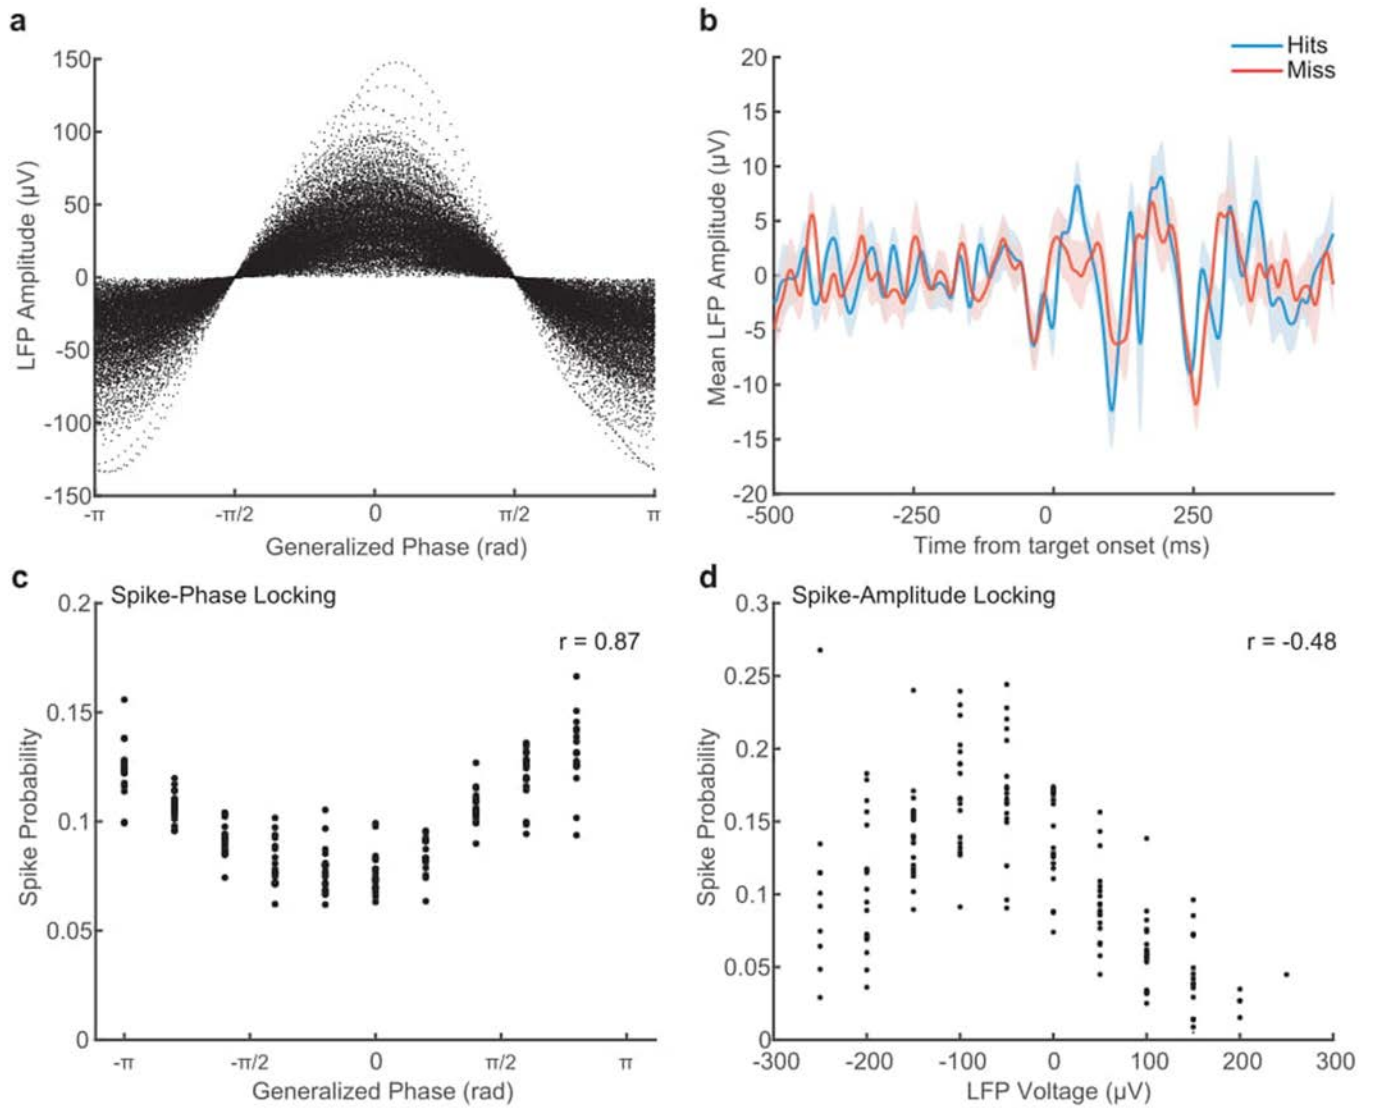 a
150
100
50
0
-50
-100
-150
LFP Amplitude (µV)
-π
-π/2
0
π/2
π
Generalized Phase (rad)
b
Hits
Miss
20
15
10
5
0
-5
-10
-15
-20
Mean LFP Amplitude (µV)
-500
-250
0
250
Time from target onset (ms)
c
Spike-Phase Locking
r = 0.87
0.2
0.15
0.1
0.05
0
Spike Probability
-π
-π/2
0
π/2
π
Generalized Phase (rad)
d
Spike-Amplitude Locking
r = -0.48
0.3
0.25
0.2
0.15
0.1
0.05
0
Spike Probability
-300
-200
-100
0
100
200
300
LFP Voltage (µV)